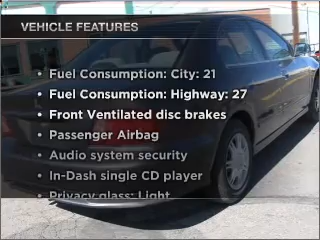 VEHICLE FEATURES
• Fuel Consumption: City: 21
• Fuel Consumption: Highway: 27
• Front Ventilated disc brakes
• Passenger Airbag
• Audio system security
• In-Dash single CD player
• Privacy glass: Light